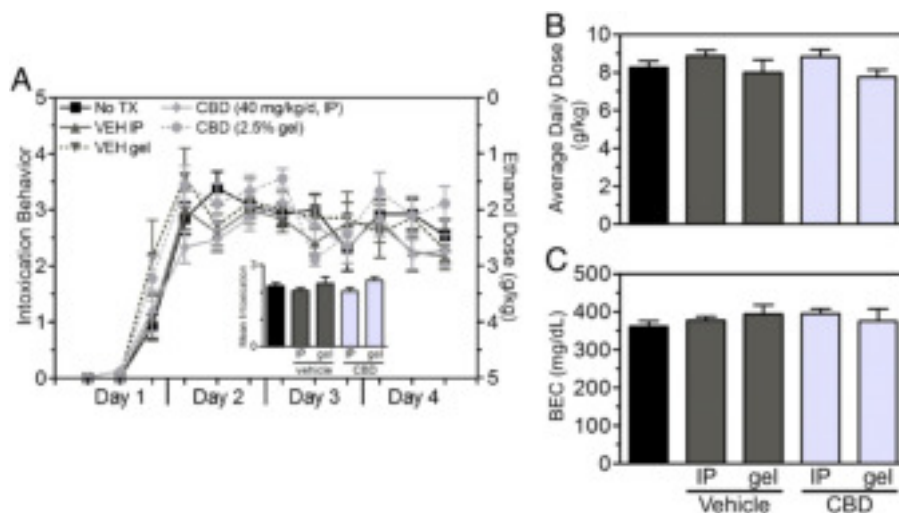 A
5
4
3
2
1
0
Intoxication Behavior
No TX
VEH IP
VEH gel
CBD (40 mg/kg/d, IP)
CBD (2.5% gel)
0
1
2
3
4
5
Ethanol Dose (g/kg)
Mean Intoxication
IP gel IP gel
vehicle CBD
Day 1 Day 2 Day 3 Day 4
B
10
8
6
4
2
0
Average Daily Dose
(g/kg)
C
500
400
300
200
100
0
BEC (mg/dL)
IP gel IP gel
Vehicle CBD